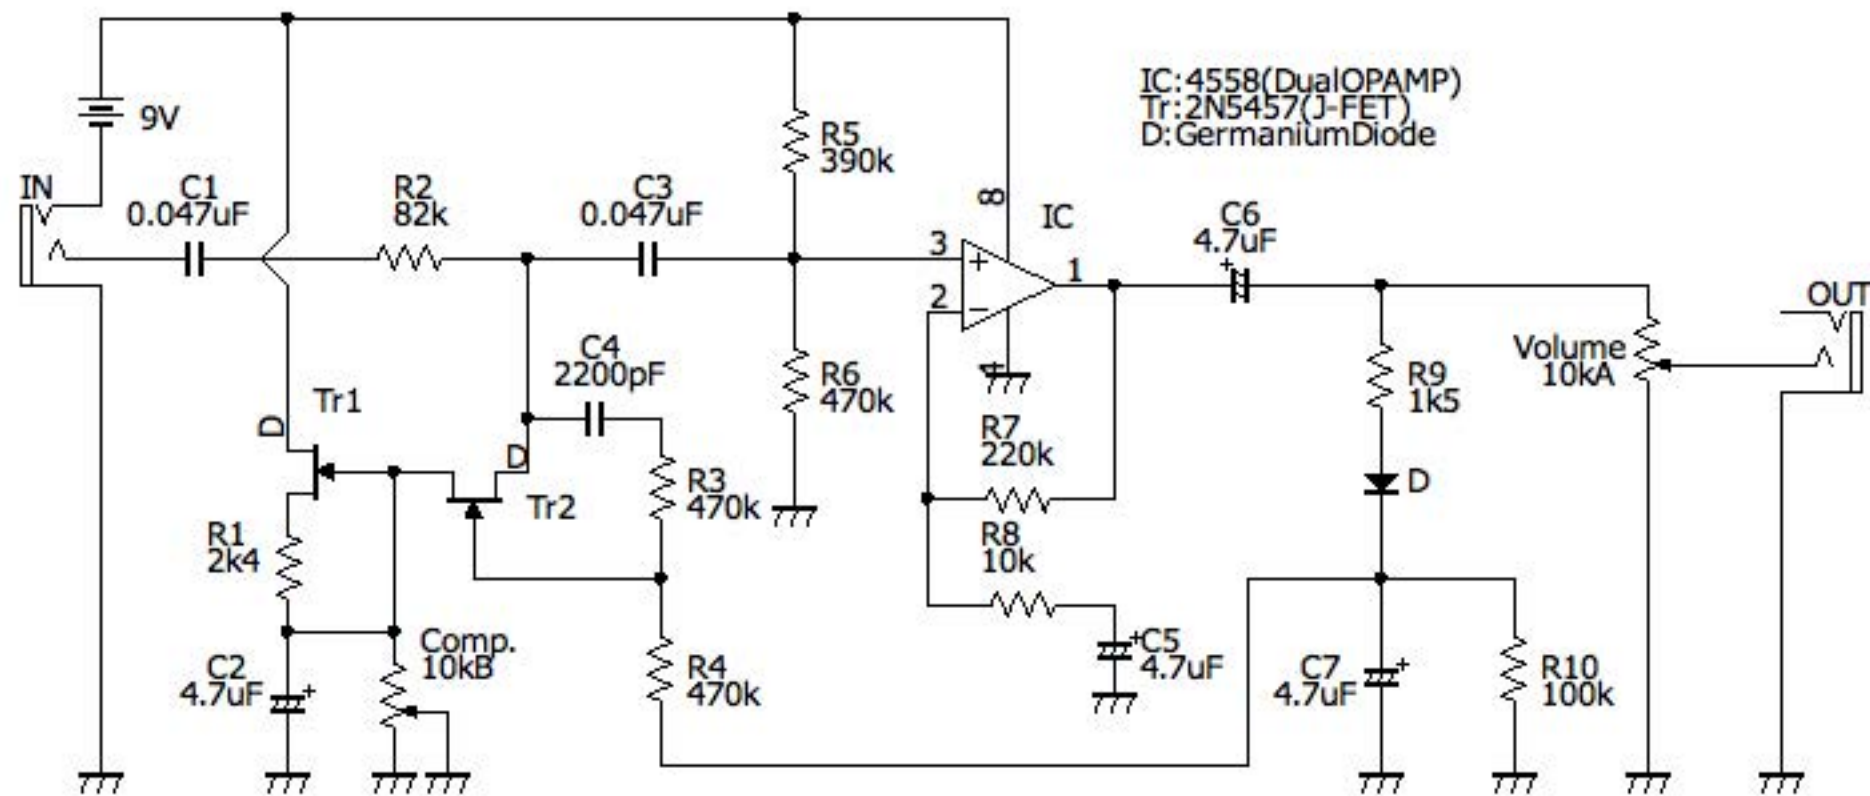 9V
IN
C1
0.047uF
R2
82k
C3
0.047uF
R5
390k
IC:4558(DualOPAMP)
Tr:2N5457(J-FET)
D:GermaniumDiode
8
IC
3
+
1
2
−
4
C6
4.7uF
+
OUT
Volume
10kA
R9
1k5
D
C4
2200pF
R6
470k
Tr1
D
D
Tr2
R3
470k
R7
220k
R8
10k
R1
2k4
Comp.
10kB
C2
4.7uF
+
R4
470k
+
C5
4.7uF
C7
4.7uF
+
R10
100k